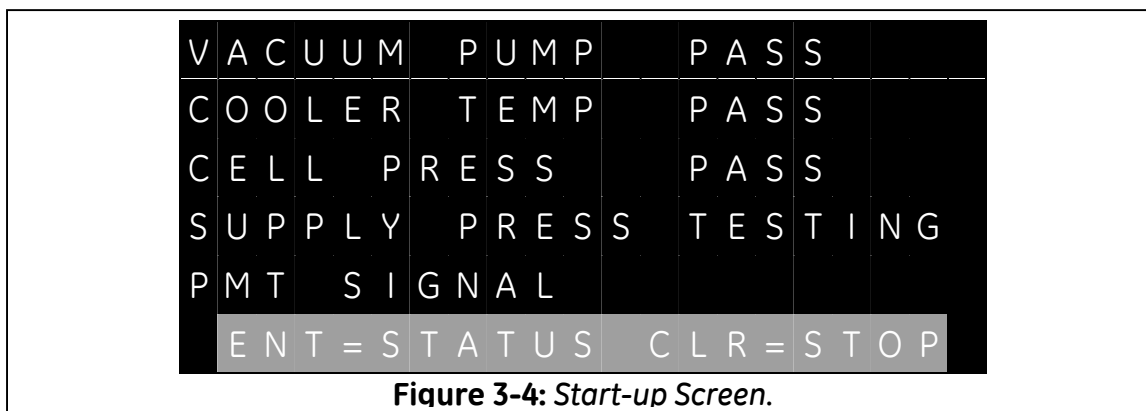 VACUUM PUMP PASS
COOLER TEMP PASS
CELL PRESS PASS
SUPPLY PRESS TESTING
PMT SIGNAL
ENT=STATUS CLR=STOP
Figure 3-4: Start-up Screen.